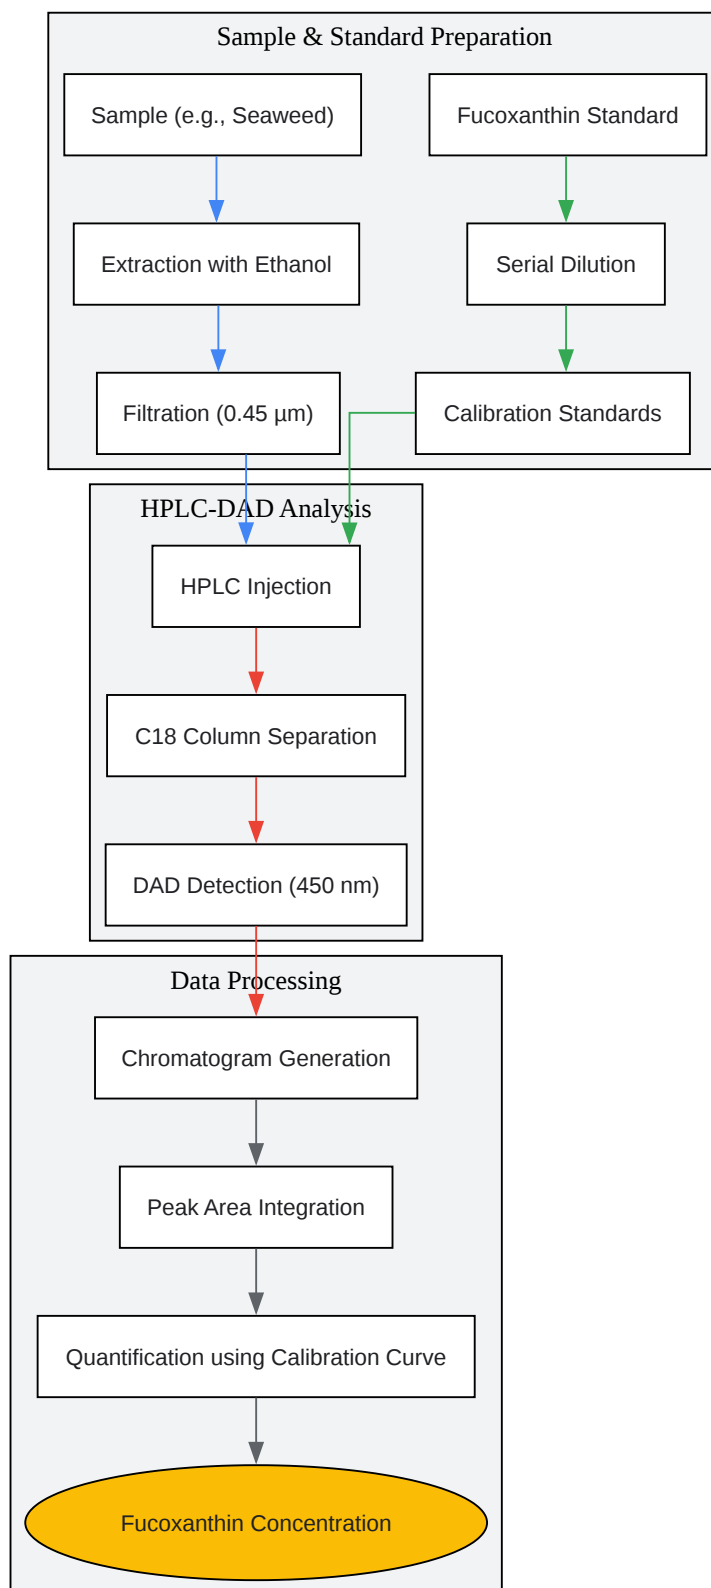 Sample & Standard Preparation
Sample (e.g., Seaweed)
Fucoxanthin Standard
Extraction with Ethanol
Serial Dilution
Filtration (0.45 µm)
Calibration Standards
HPLC-DAD Analysis
HPLC Injection
C18 Column Separation
DAD Detection (450 nm)
Data Processing
Chromatogram Generation
Peak Area Integration
Quantification using Calibration Curve
Fucoxanthin Concentration